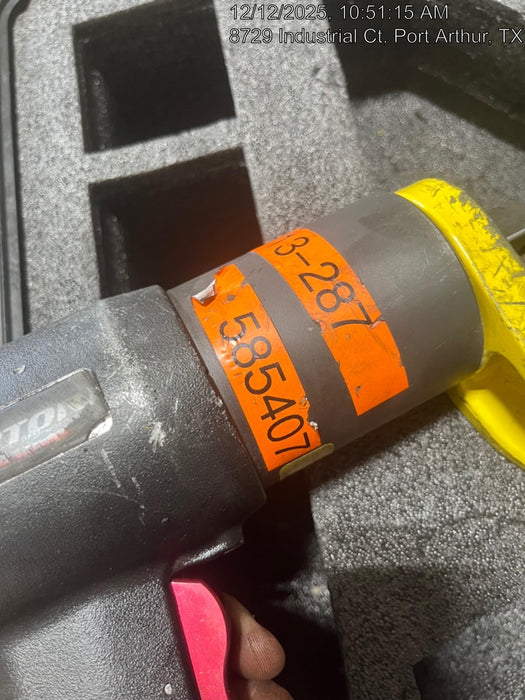 12/12/2025, 10:51:15 AM
8729 Industrial Ct, Port Arthur, TX
3-287
585407